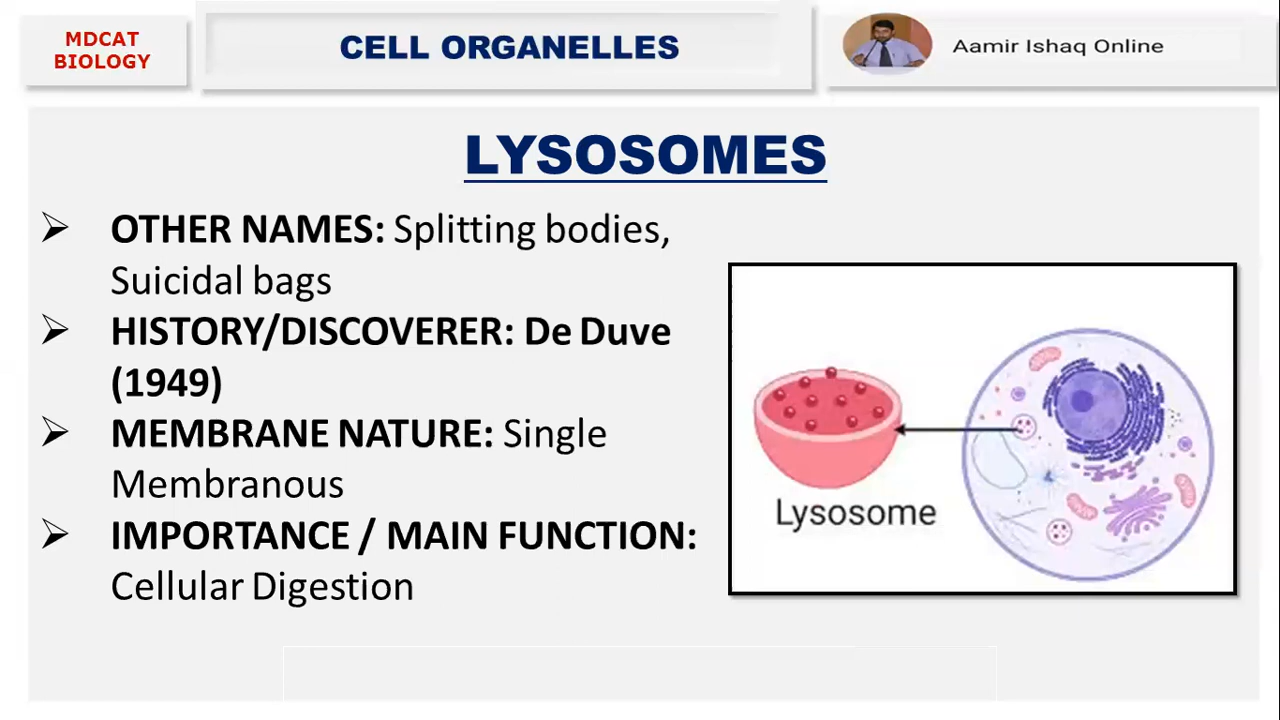 MDCAT
BIOLOGY
CELL ORGANELLES
Aamir Ishaq Online
LYSOSOMES
➢ OTHER NAMES: Splitting bodies,
Suicidal bags
➢ HISTORY/DISCOVERER: De Duve
(1949)
➢ MEMBRANE NATURE: Single
Membranous
➢ IMPORTANCE / MAIN FUNCTION:
Cellular Digestion
Lysosome